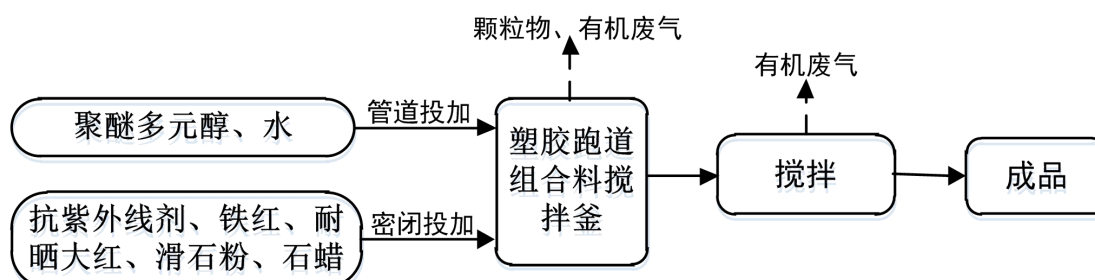 颗粒物、有机废气
有机废气
聚醚多元醇、水
管道投加
塑胶跑道
组合料搅
拌釜
搅拌
成品
抗紫外线剂、铁红、耐
晒大红、滑石粉、石蜡
密闭投加